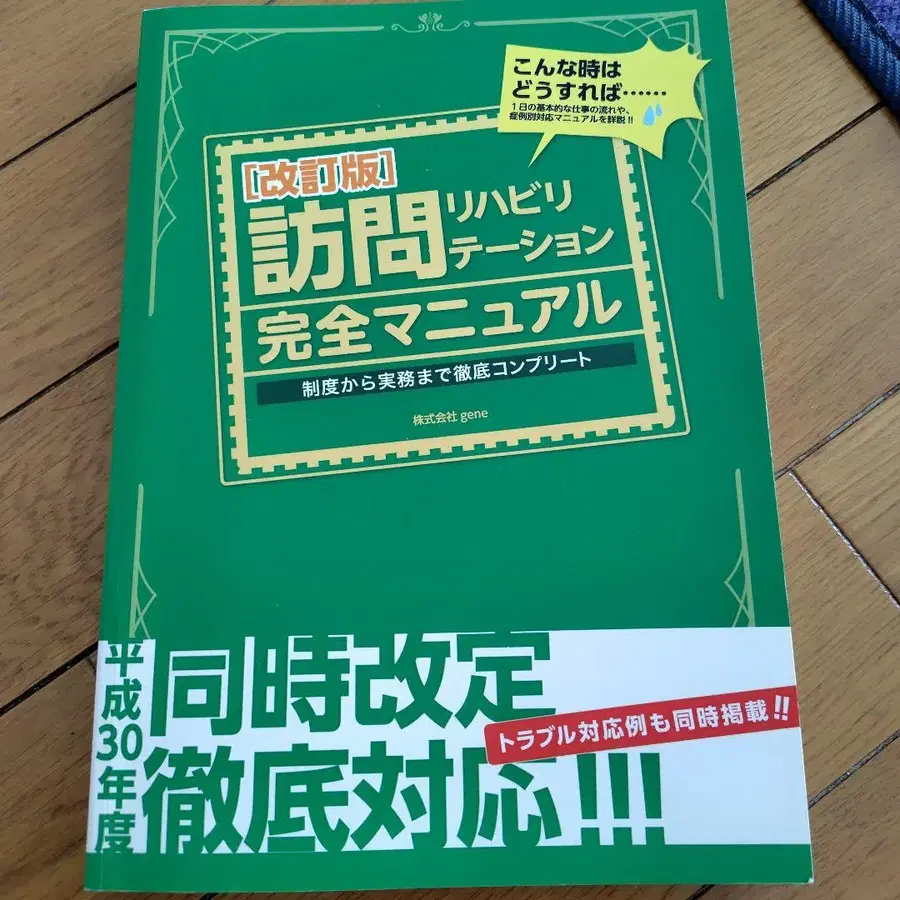 こんな時は
どうすれば……
1日の基本的な仕事の流れや、
症例別対応マニュアルを詳説!!
[改訂版]
訪問リハビリ
テーション
完全マニュアル
制度から実務まで徹底コンプリート
株式会社 gene
平成30年度
同時改定
トラブル対応例も同時掲載!!
徹底対応!!!